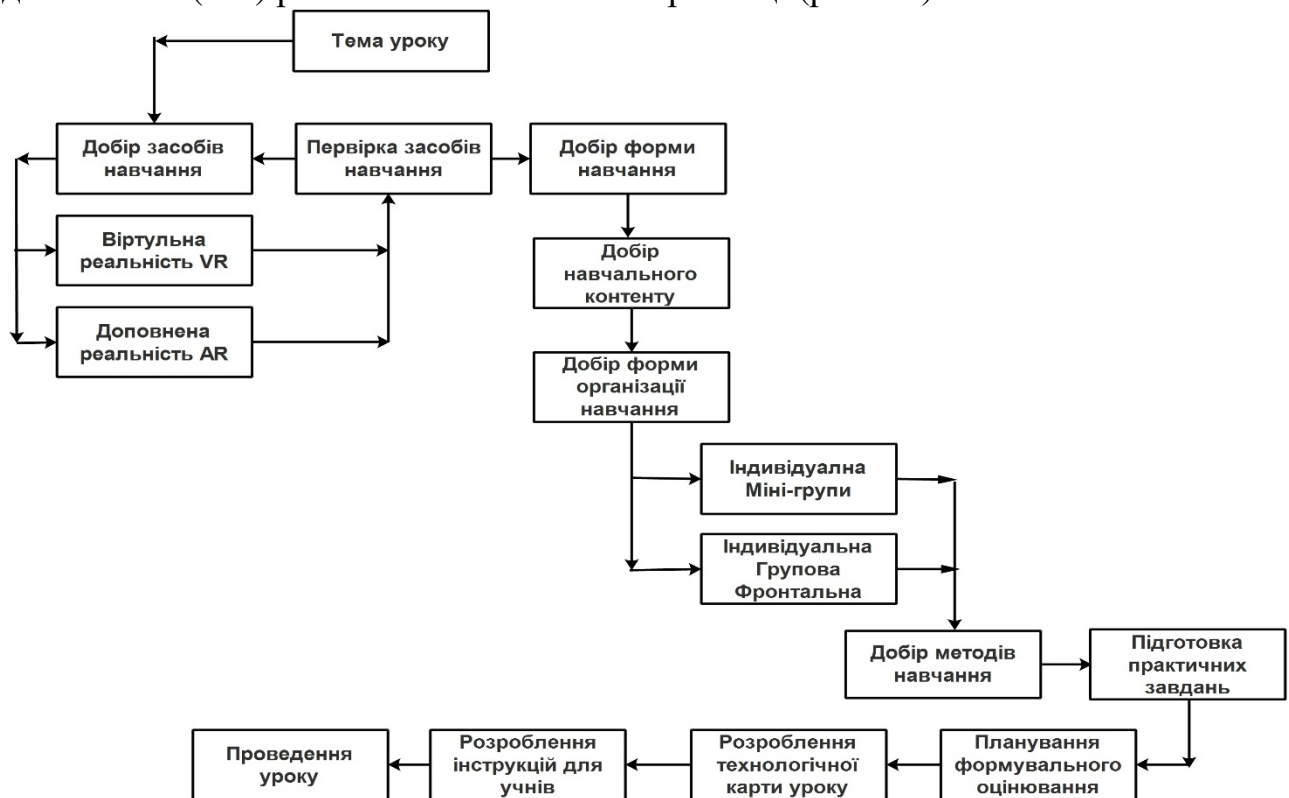 Тема уроку
Добір засобів
навчання
Первірка засобів
навчання
Добір форми
навчання
Віртульна
реальність VR
Доповнена
реальність AR
Добір
навчального
контенту
Добір форми
організації
навчання
Індивідуална
Міні-групи
Індивідуальна
Групова
Фронтальна
Добір методів
навчання
Підготовка
практичних
завдань
Планування
формувального
оцінювання
Розроблення
технологічної
карти уроку
Розроблення
інструкцій для
учнів
Проведення
уроку